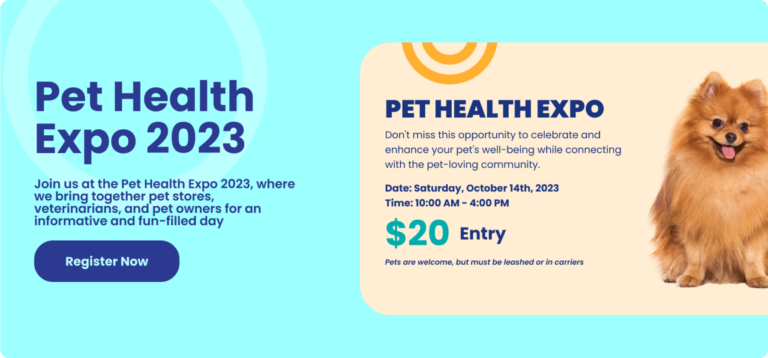 Pet Health
Expo 2023
Join us at the Pet Health Expo 2023, where
we bring together pet stores,
veterinarians, and pet owners for an
informative and fun-filled day
Register Now
PET HEALTH EXPO
Don't miss this opportunity to celebrate and
enhance your pet's well-being while connecting
with the pet-loving community.
Date: Saturday, October 14th, 2023
Time: 10:00 AM - 4:00 PM
$20 Entry
Pets are welcome, but must be leashed or in carriers